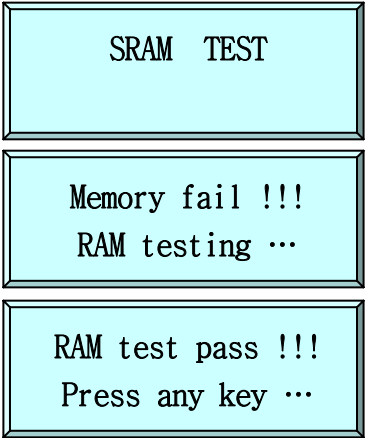 SRAM TEST
Memory fail !!!
RAM testing …
RAM test pass !!!
Press any key …